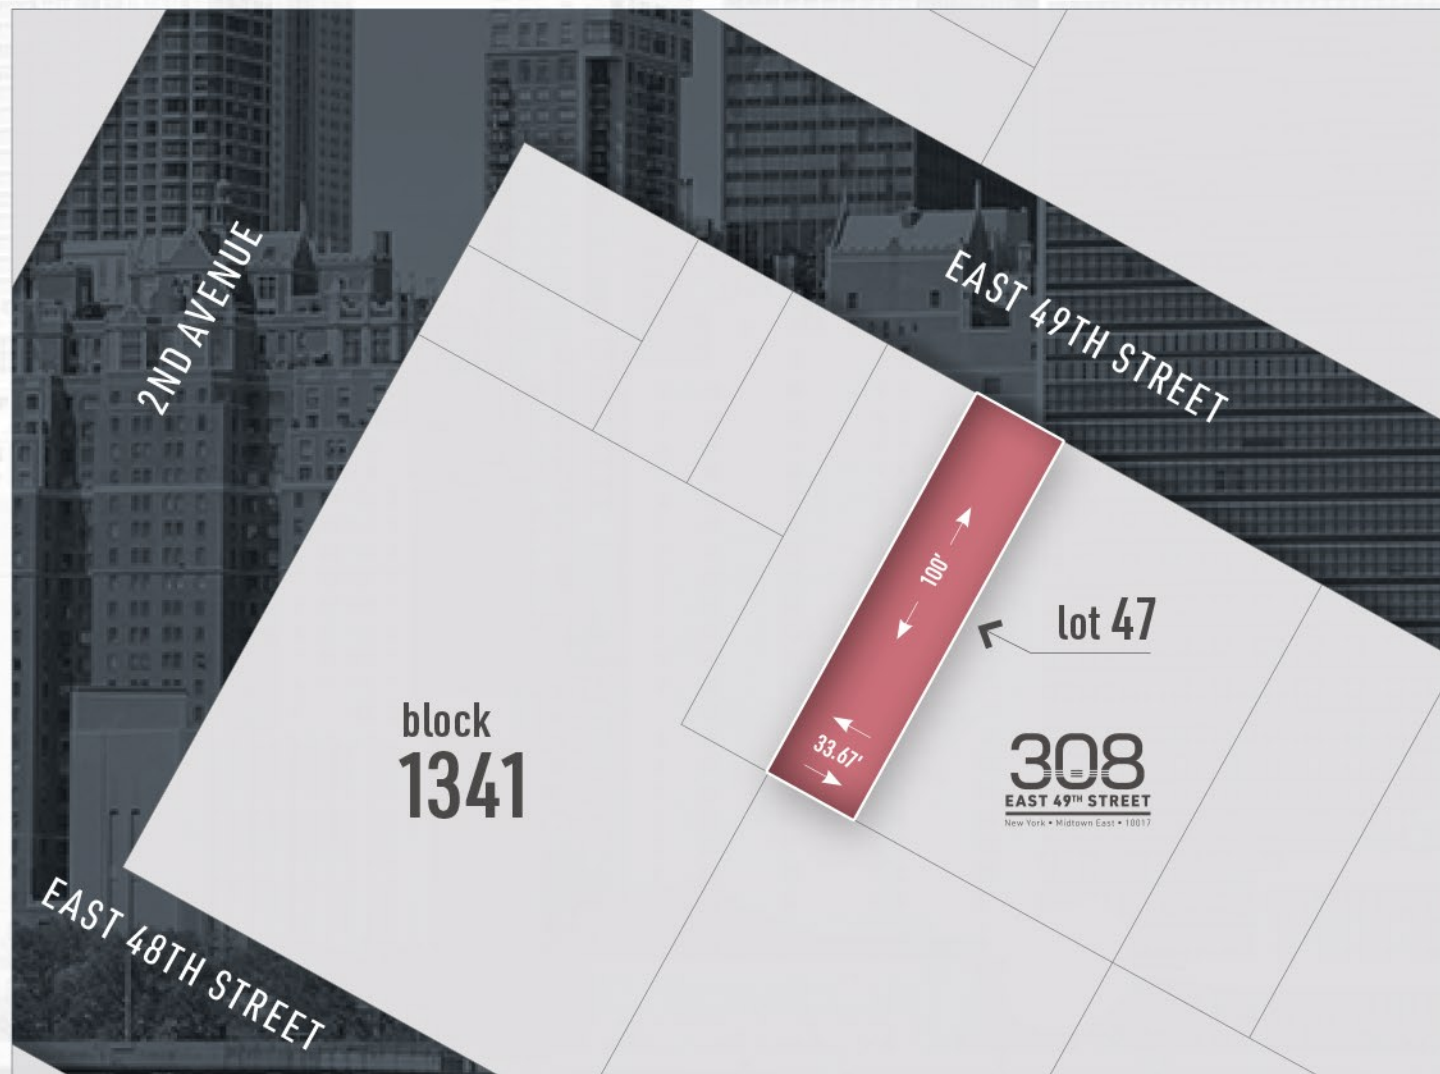 2ND AVENUE
EAST 49TH STREET
100'
lot 47
block
1341
33.67'
308
EAST 49TH STREET
New York • Midtown East • 10017
EAST 48TH STREET